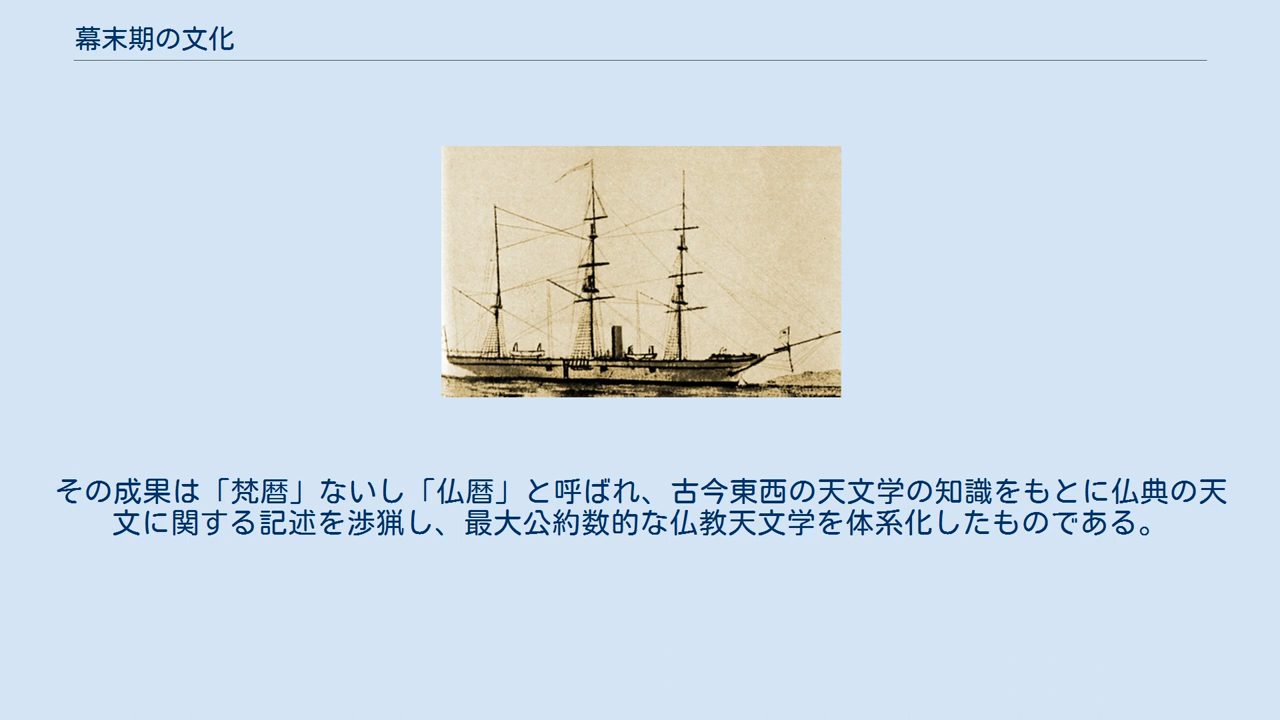 幕末期の文化
その成果は「梵暦」ないし「仏暦」と呼ばれ、古今東西の天文学の知識をもとに仏典の天
文に関する記述を渉猟し、最大公約数的な仏教天文学を体系化したものである。